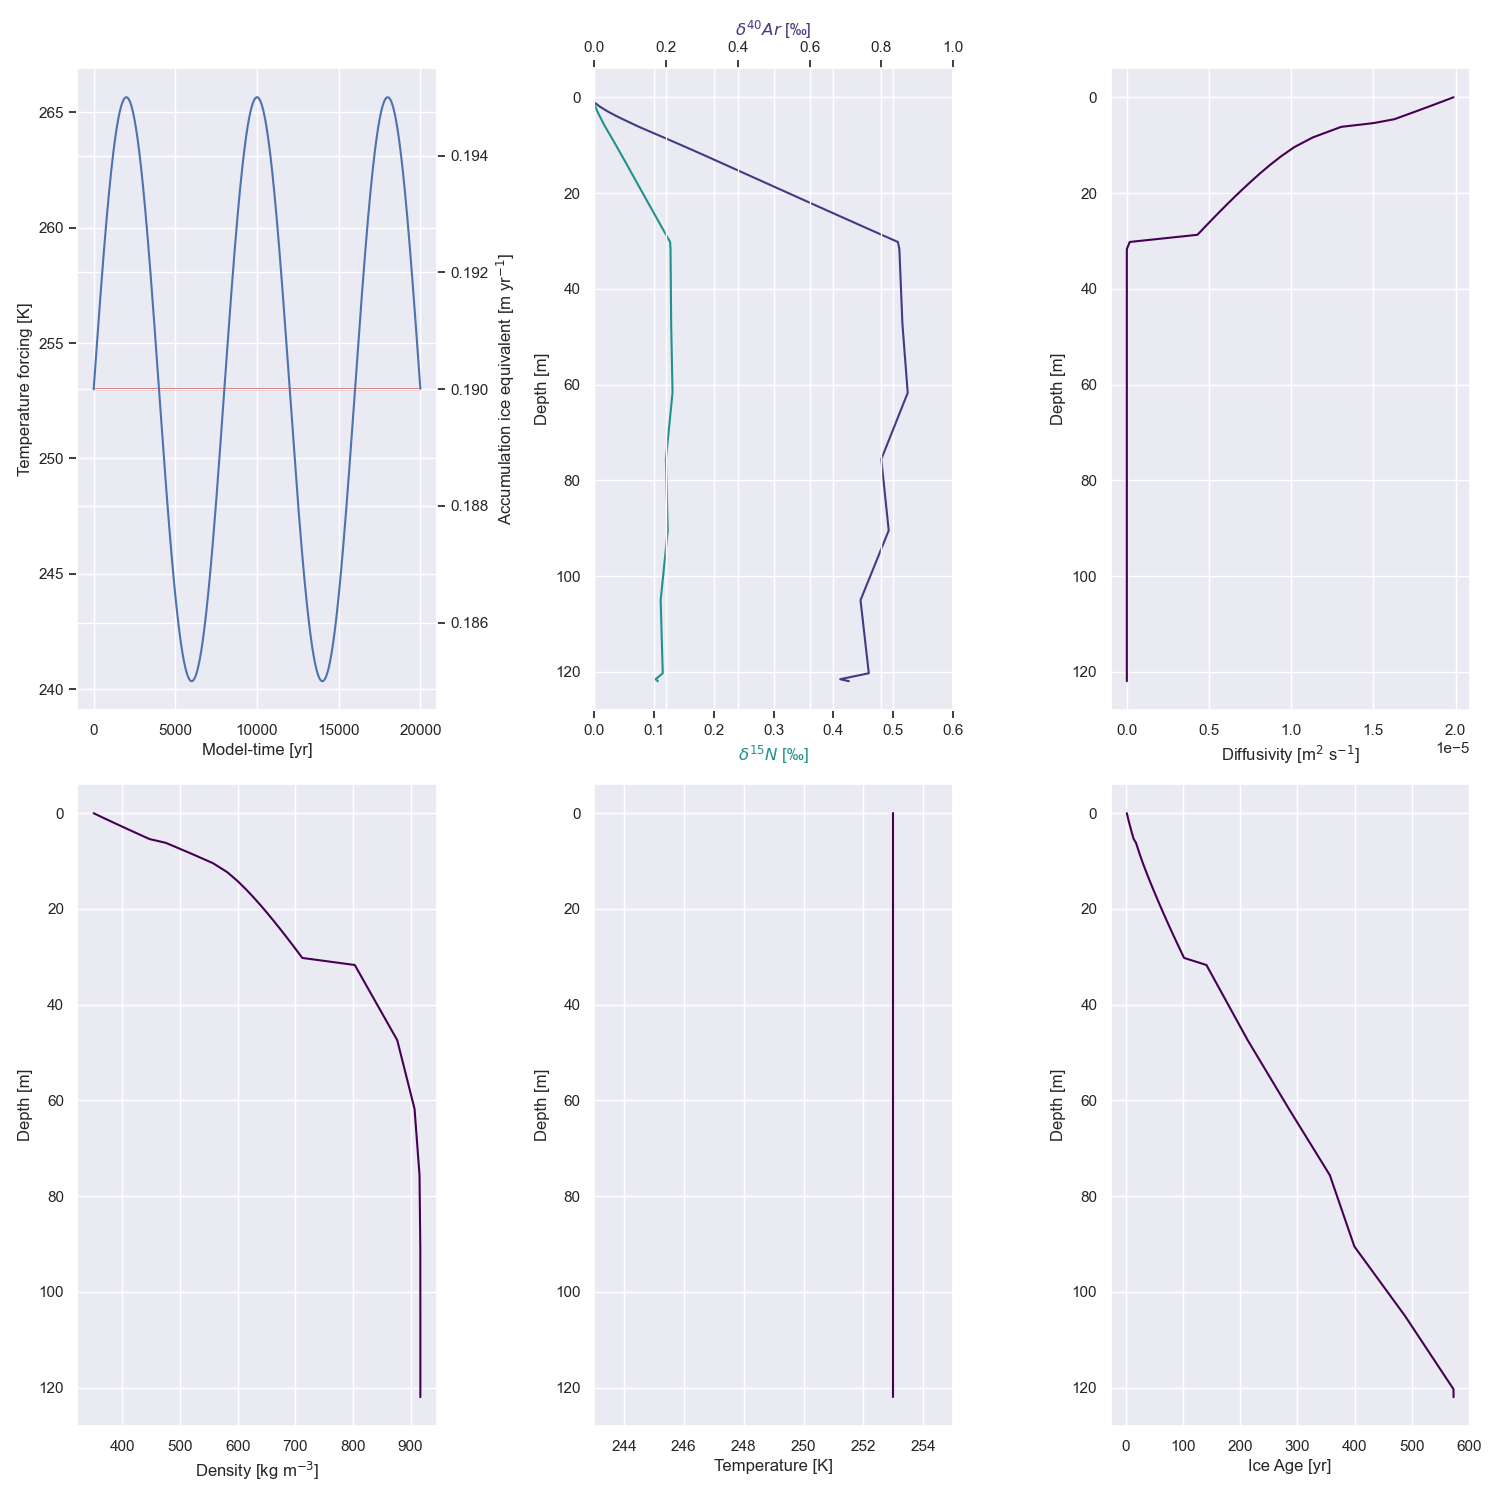 δ⁴⁰Ar [‰]
0.0 0.2 0.4 0.6 0.8 1.0
Temperature forcing [K]
265
260
255
250
245
240
0 5000 10000 15000 20000
Model-time [yr]
0.194
0.192
0.190
0.188
0.186
Accumulation ice equivalent [m yr⁻¹]
Depth [m]
0
20
40
60
80
100
120
0.0 0.1 0.2 0.3 0.4 0.5 0.6
δ¹⁵N [‰]
Depth [m]
0
20
40
60
80
100
120
0.0 0.5 1.0 1.5 2.0
1e−5
Diffusivity [m² s⁻¹]
Depth [m]
0
20
40
60
80
100
120
400 500 600 700 800 900
Density [kg m⁻³]
Depth [m]
0
20
40
60
80
100
120
244 246 248 250 252 254
Temperature [K]
Depth [m]
0
20
40
60
80
100
120
0 100 200 300 400 500 600
Ice Age [yr]